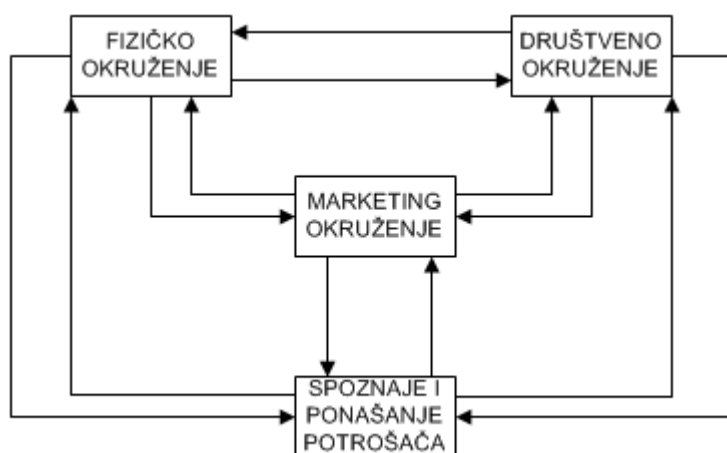 FIZIČKO
OKRUŽENJE
DRUŠTVENO
OKRUŽENJE
MARKETING
OKRUŽENJE
SPOZNAJE I
PONAŠANJE
POTROŠAČA